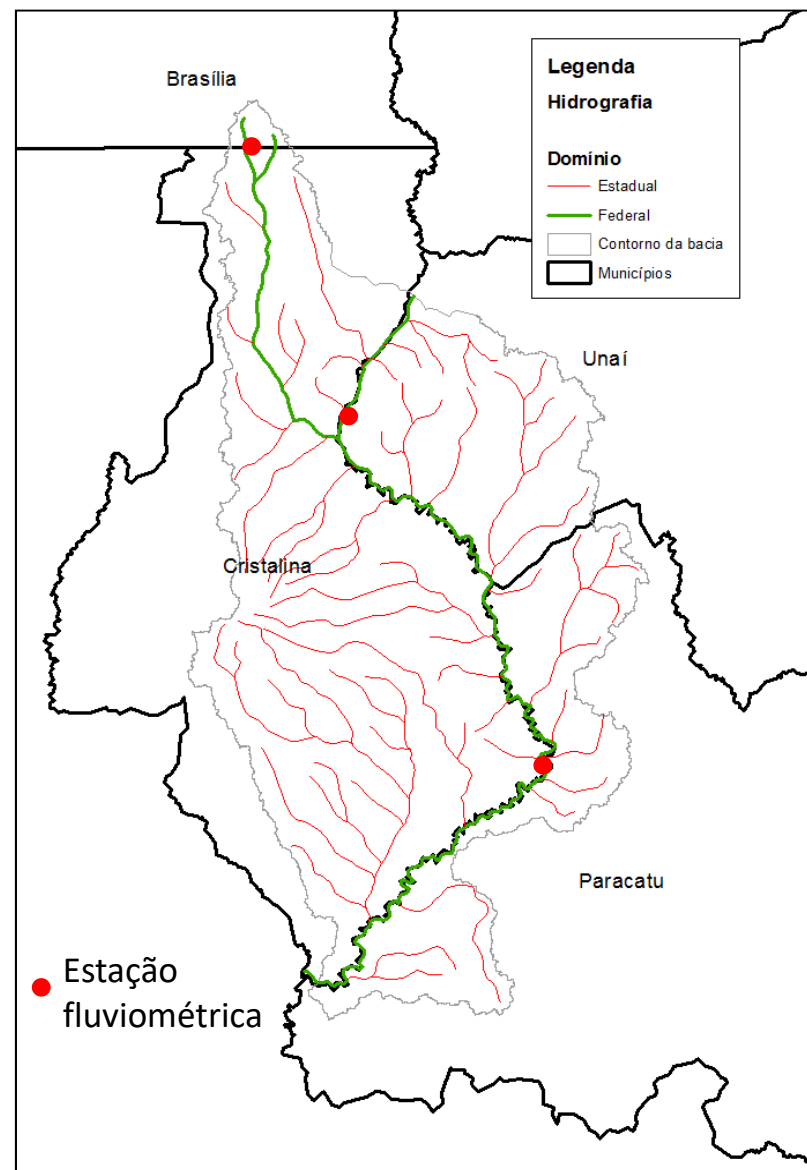 Brasília
Legenda
Hidrografia
Domínio
Estadual
Federal
Contorno da bacia
Municípios
Unaí
Cristalina
Paracatu
Estação
fluviométrica